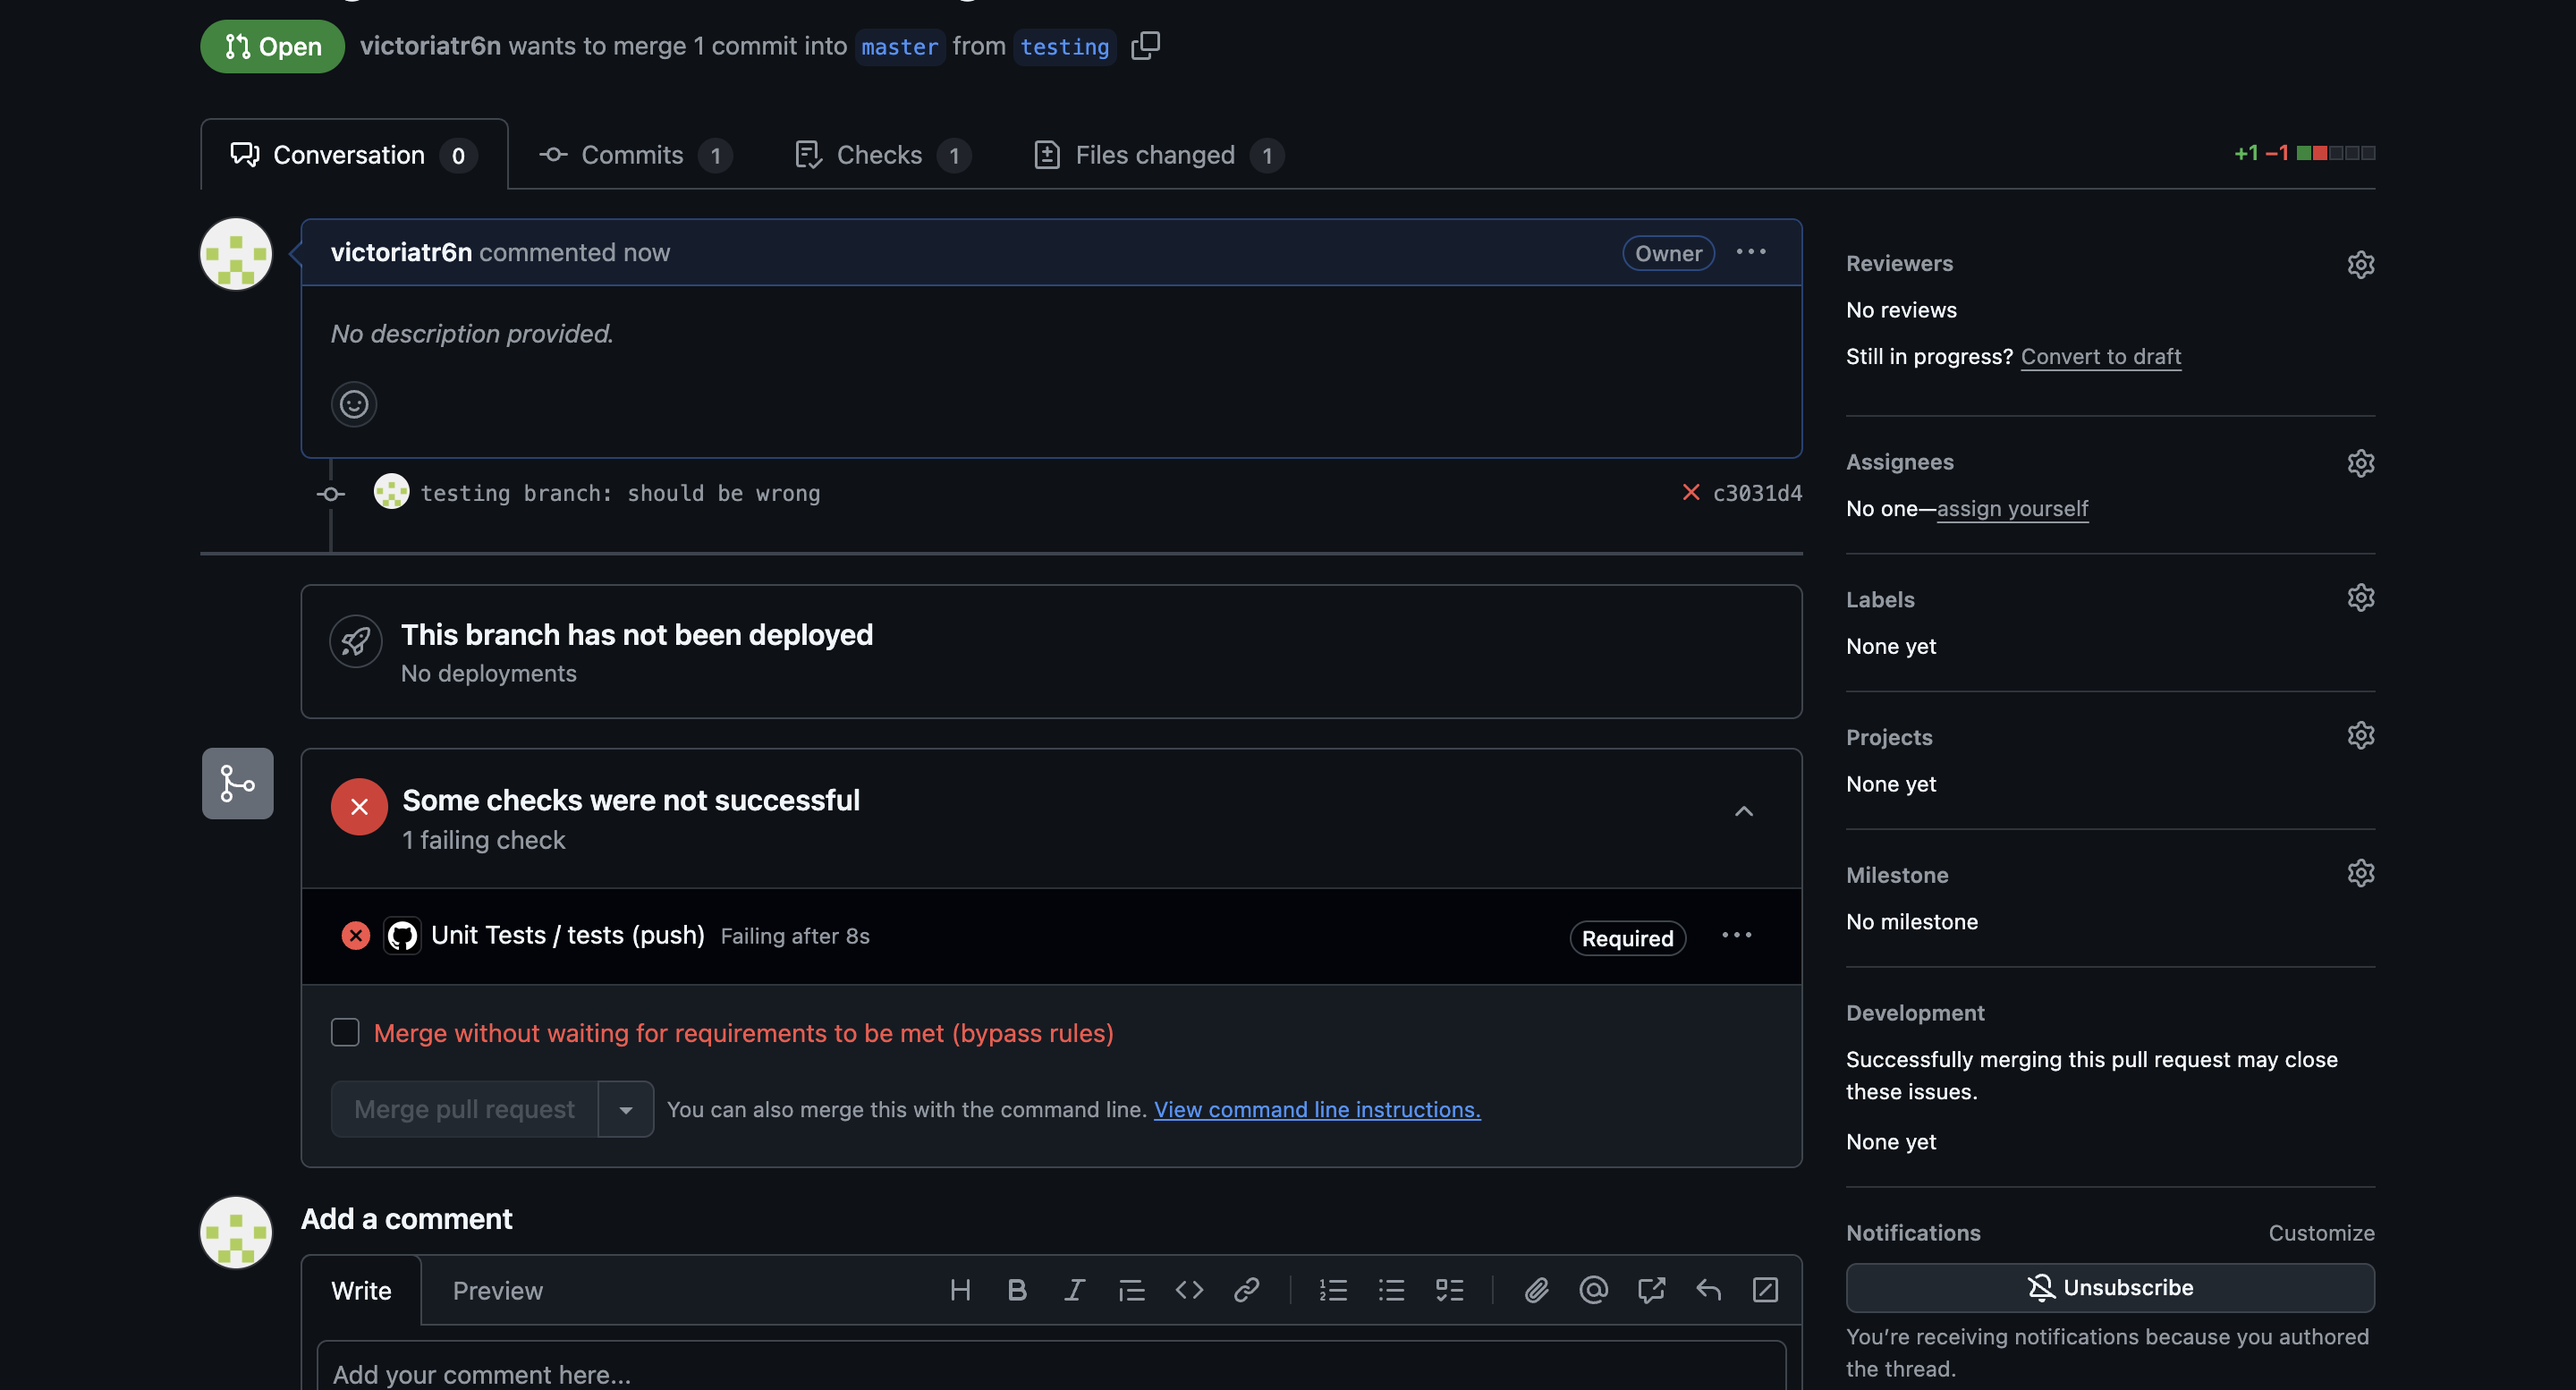 Open
victoriatr6n wants to merge 1 commit into master from testing
Conversation 0
Commits 1
Checks 1
Files changed 1
+1 −1
victoriatr6n commented now
Owner
No description provided.
testing branch: should be wrong
c3031d4
This branch has not been deployed
No deployments
Some checks were not successful
1 failing check
Unit Tests / tests (push) Failing after 8s
Required
Merge without waiting for requirements to be met (bypass rules)
Merge pull request
You can also merge this with the command line. View command line instructions.
Add a comment
Write
Preview
Add your comment here...
Reviewers
No reviews
Still in progress? Convert to draft
Assignees
No one—assign yourself
Labels
None yet
Projects
None yet
Milestone
No milestone
Development
Successfully merging this pull request may close
these issues.
None yet
Notifications
Customize
Unsubscribe
You’re receiving notifications because you authored
the thread.